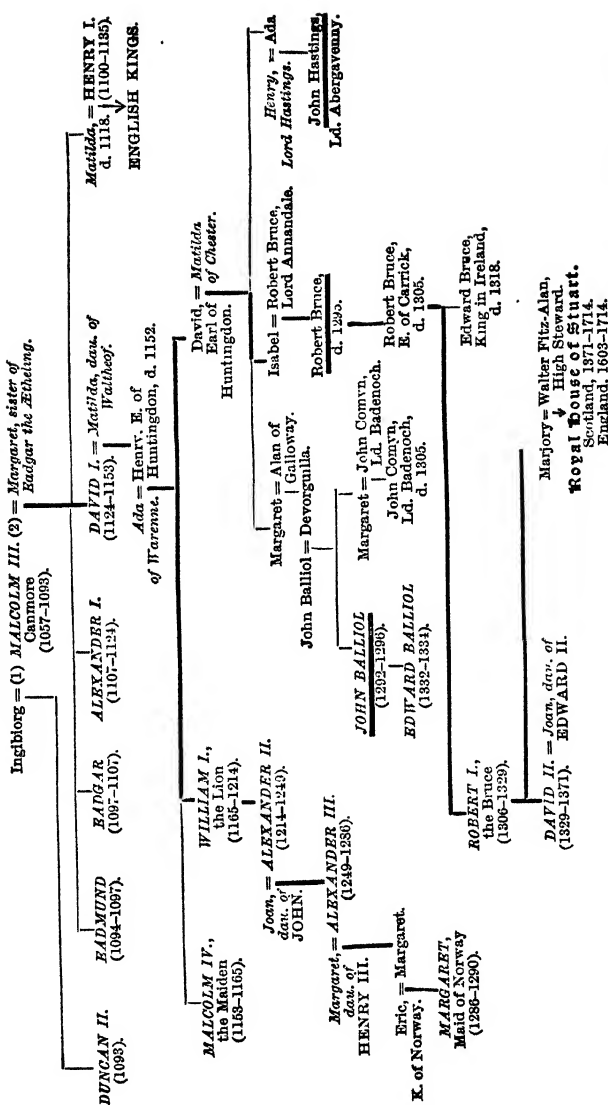 Ingibiorg = (1) MALCOLM III. (2) = Margaret, sister of
Canmore Eadgar the Ætheling.
(1057–1093).
DUNCAN II.
(1093).
EADMUND
(1094–1097).
EADGAR
(1097–1107).
ALEXANDER I.
(1107–1124).
DAVID I. = Matilda, dau. of
(1124–1153). Waltheof.
Matilda, = HENRY I.
d. 1118. (1100–1135).
ENGLISH KINGS.
Ada = Henry, E. of
of Warenne. Huntingdon, d. 1152.
MALCOLM IV.,
the Maiden
(1153–1165).
WILLIAM I.,
the Lion
(1165–1214).
David, = Matilda
Earl of of Chester.
Huntingdon.
Joan, = ALEXANDER II.
dau. of (1214–1249).
JOHN.
Margaret = Alan of
Galloway.
Isabel = Robert Bruce,
Lord Annandale.
Henry, = Ada
Lord Hastings.
Margaret, = ALEXANDER III.
dau. of (1249–1286).
HENRY III.
John Balliol = Devorguilla.
Robert Bruce,
d. 1295.
John Hastings,
Ld. Abergavenny.
Eric, = Margaret.
K. of Norway.
JOHN BALLIOL
(1292–1296).
Margaret = John Comyn,
Ld. Badenoch.
Robert Bruce,
E. of Carrick,
d. 1305.
MARGARET,
Maid of Norway
(1286–1290).
EDWARD BALLIOL
(1332–1334).
John Comyn,
Ld. Badenoch,
d. 1305.
ROBERT I.,
the Bruce
(1306–1329).
Edward Bruce,
King in Ireland,
d. 1318.
DAVID II. = Joan, dau. of
(1329–1371). EDWARD II.
Marjory = Walter Fitz-Alan,
High Steward.
Royal House of Stuart.
Scotland, 1371–1714.
England, 1603–1714.